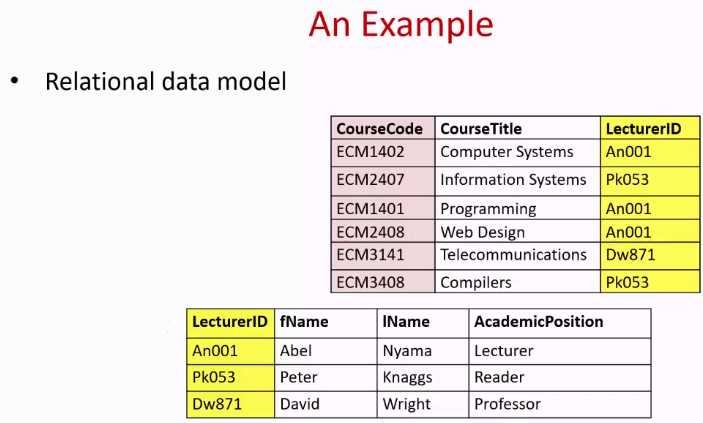 An Example
• Relational data model
CourseCode CourseTitle LecturerID
ECM1402 Computer Systems An001
ECM2407 Information Systems Pk053
ECM1401 Programming An001
ECM2408 Web Design An001
ECM3141 Telecommunications Dw871
ECM3408 Compilers Pk053
LecturerID fName lName AcademicPosition
An001 Abel Nyama Lecturer
Pk053 Peter Knaggs Reader
Dw871 David Wright Professor